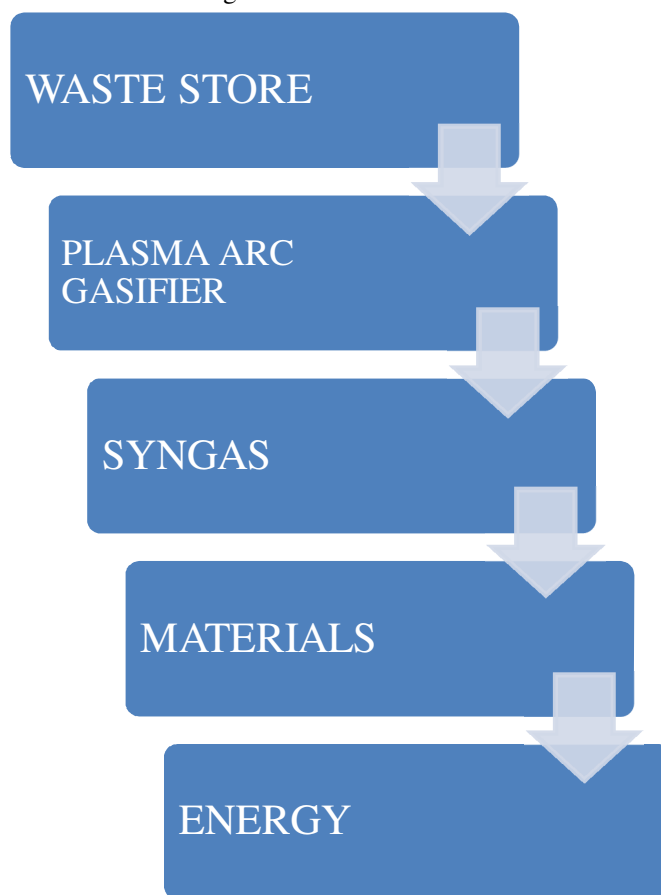 WASTE STORE
PLASMA ARC
GASIFIER
SYNGAS
MATERIALS
ENERGY